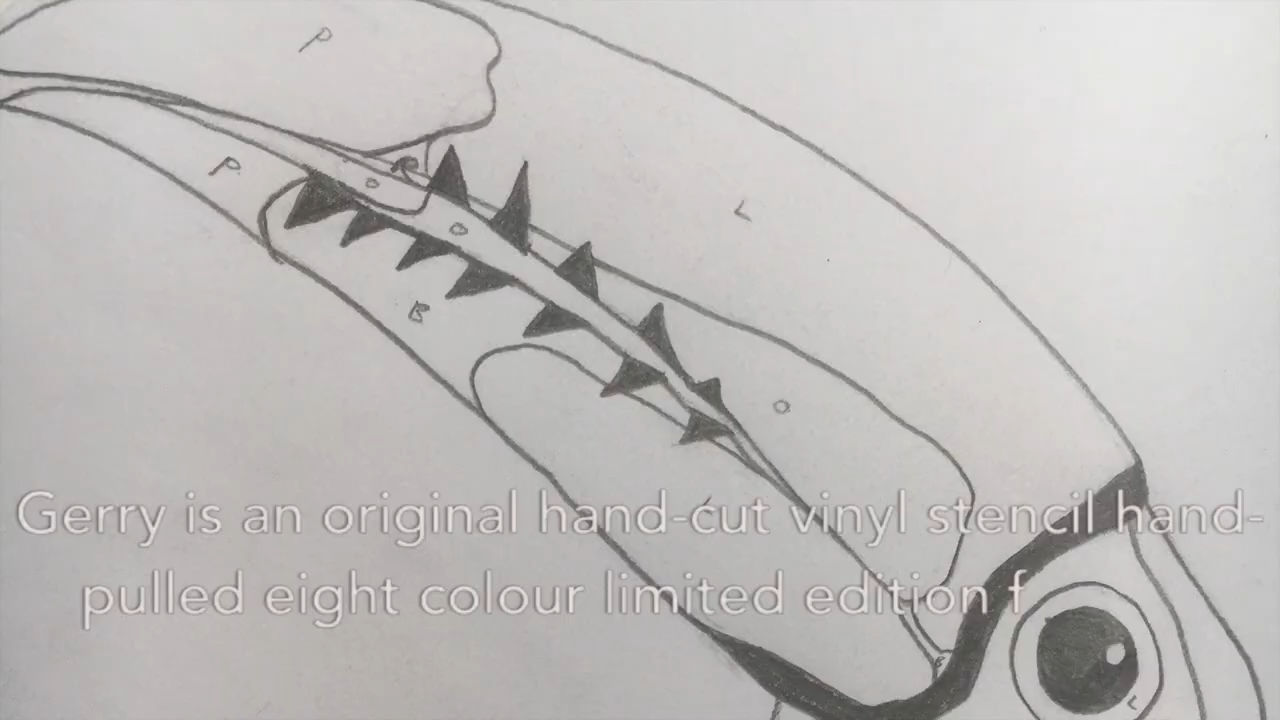 P
P
L
O
O
B
O
Gerry is an original hand-cut vinyl stencil hand-
pulled eight colour limited edition f
L